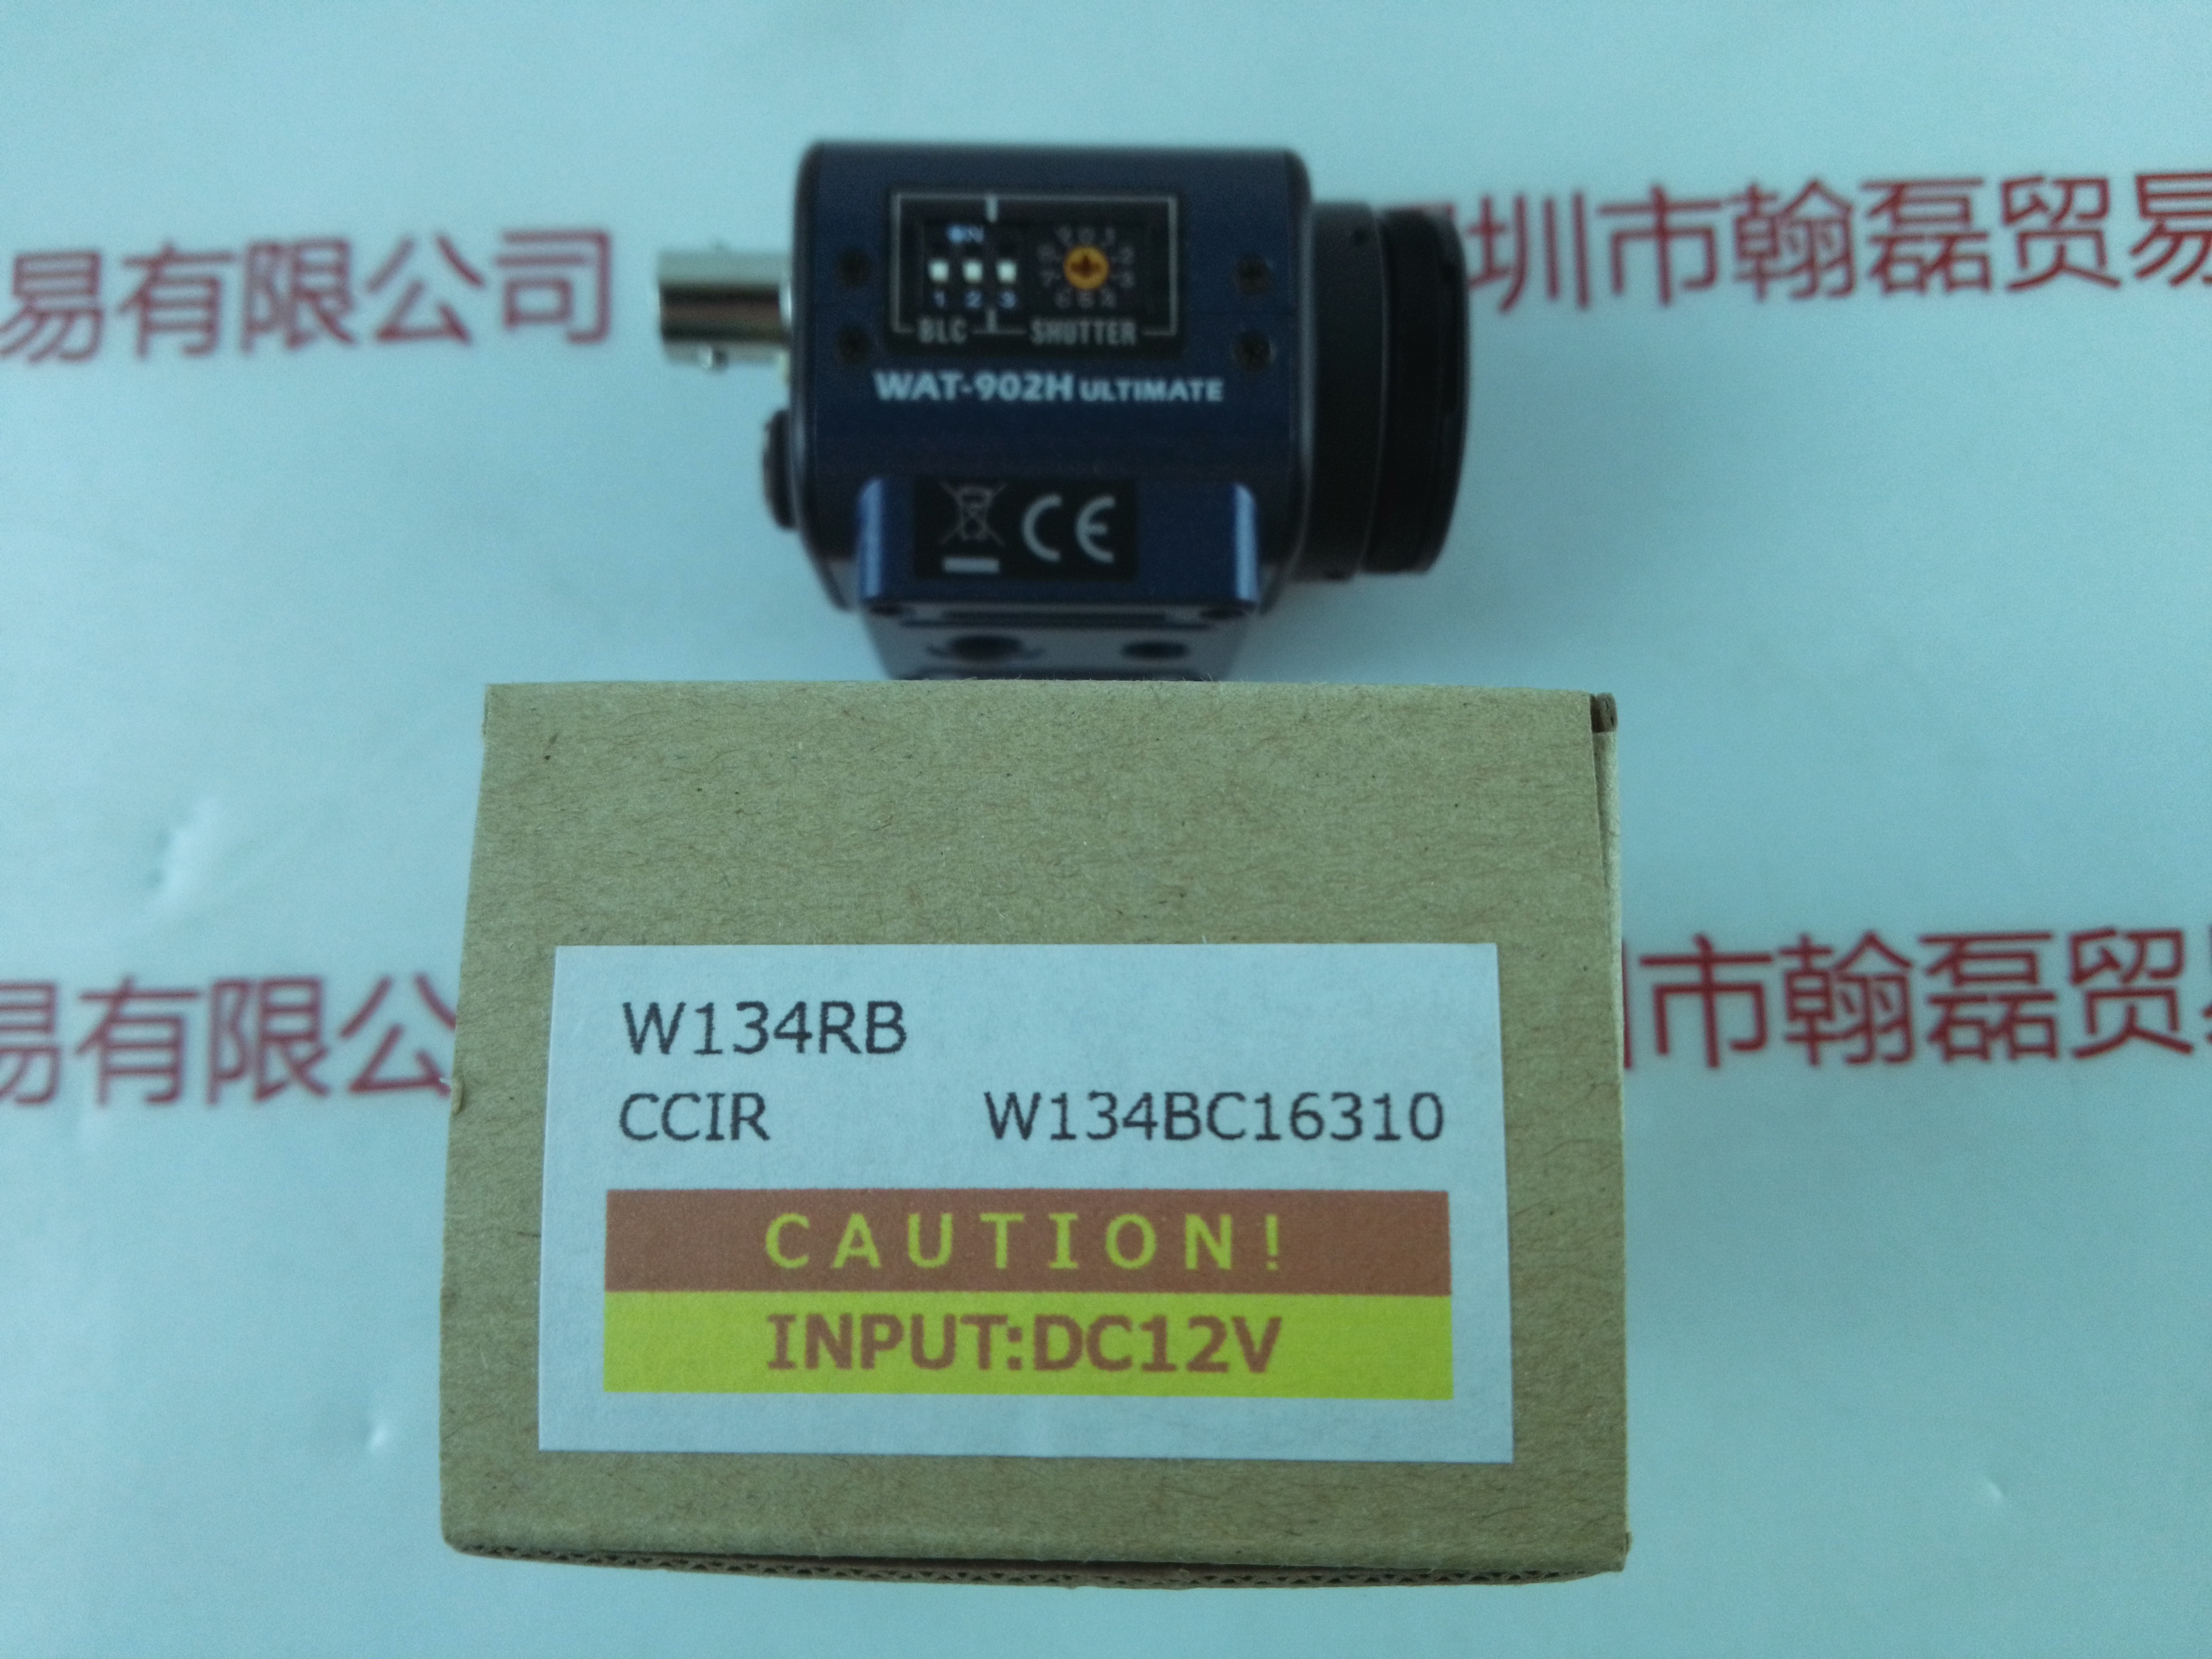 易有限公司
圳市翰磊贸易
ON
1 2 3
BLC SHUTTER
WAT-902H ULTIMATE
CE
易有限公
市翰磊贸
W134RB
CCIR W134BC16310
CAUTION!
INPUT:DC12V